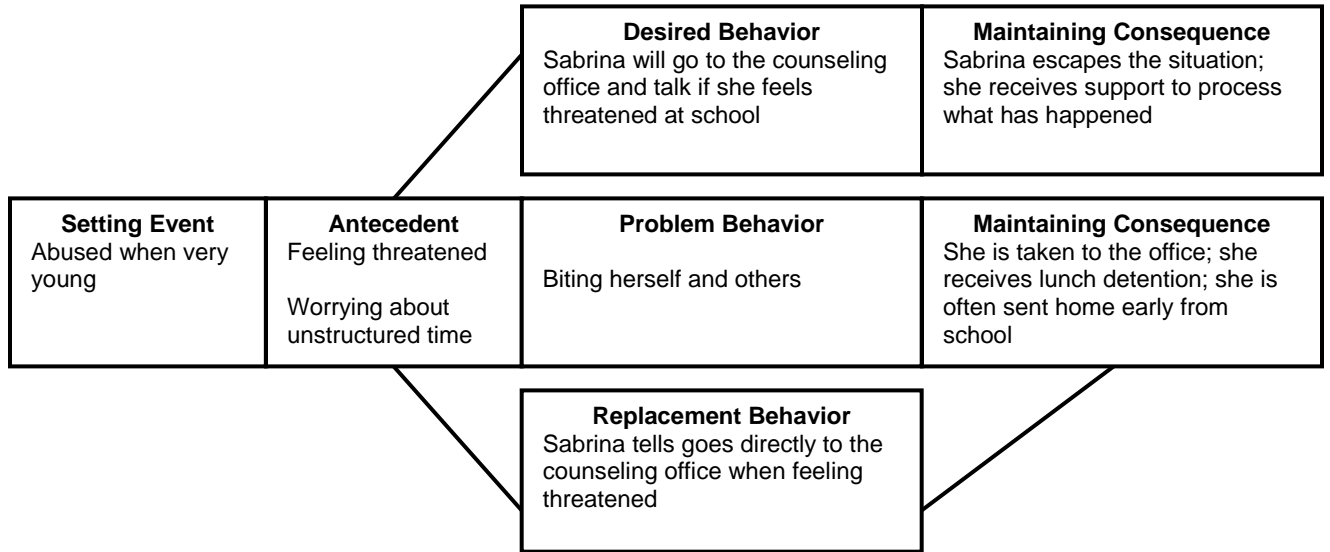 Desired Behavior
Sabrina will go to the counseling
office and talk if she feels
threatened at school
Maintaining Consequence
Sabrina escapes the situation;
she receives support to process
what has happened
Setting Event
Abused when very
young
Antecedent
Feeling threatened
Worrying about
unstructured time
Problem Behavior
Biting herself and others
Maintaining Consequence
She is taken to the office; she
receives lunch detention; she is
often sent home early from
school
Replacement Behavior
Sabrina tells goes directly to the
counseling office when feeling
threatened